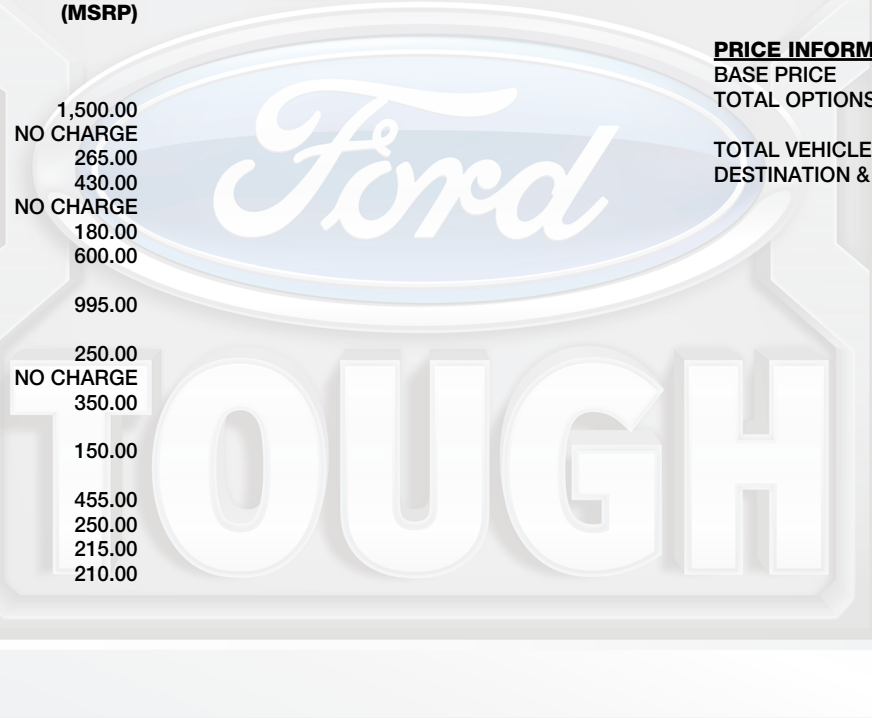 (MSRP)
1,500.00
NO CHARGE
265.00
430.00
NO CHARGE
180.00
600.00
995.00
250.00
NO CHARGE
350.00
150.00
455.00
250.00
215.00
210.00
PRICE INFORM
BASE PRICE
TOTAL OPTIONS
TOTAL VEHICLE
DESTINATION &
Ford
TOUGH